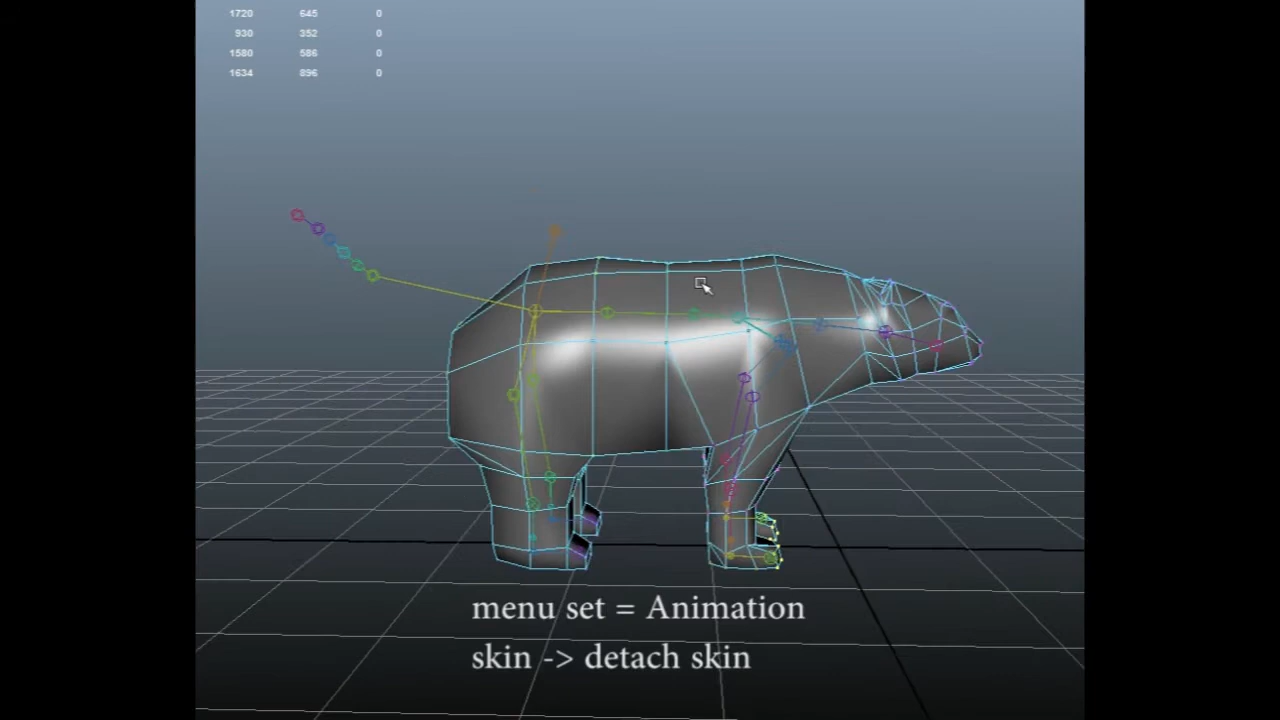 1720 645 0
930 352 0
1580 586 0
1634 896 0
menu set = Animation
skin -> detach skin